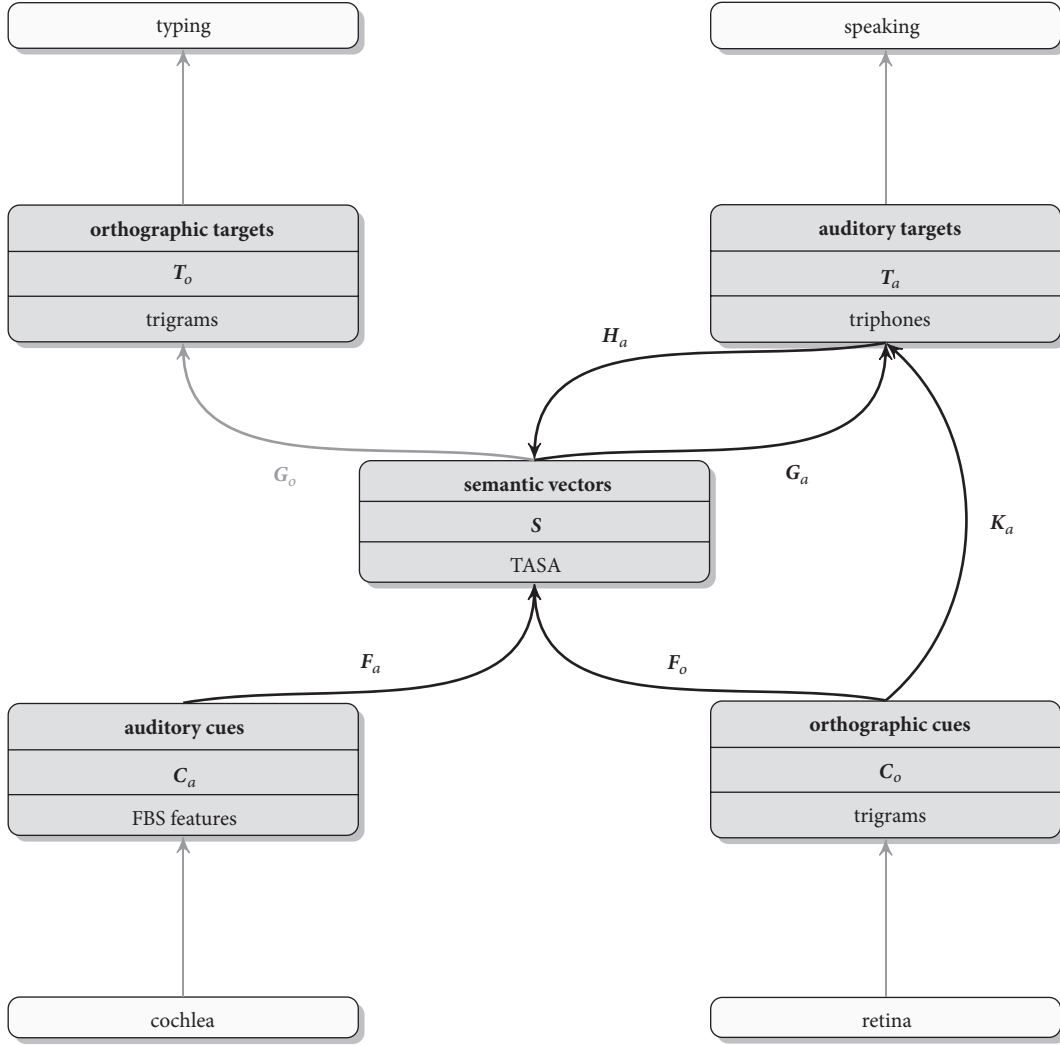 typing
speaking
orthographic targets
T_o
trigrams
auditory targets
T_a
triphones
H_a
G_o
G_a
semantic vectors
S
TASA
K_a
F_a
F_o
auditory cues
C_a
FBS features
orthographic cues
C_o
trigrams
cochlea
retina